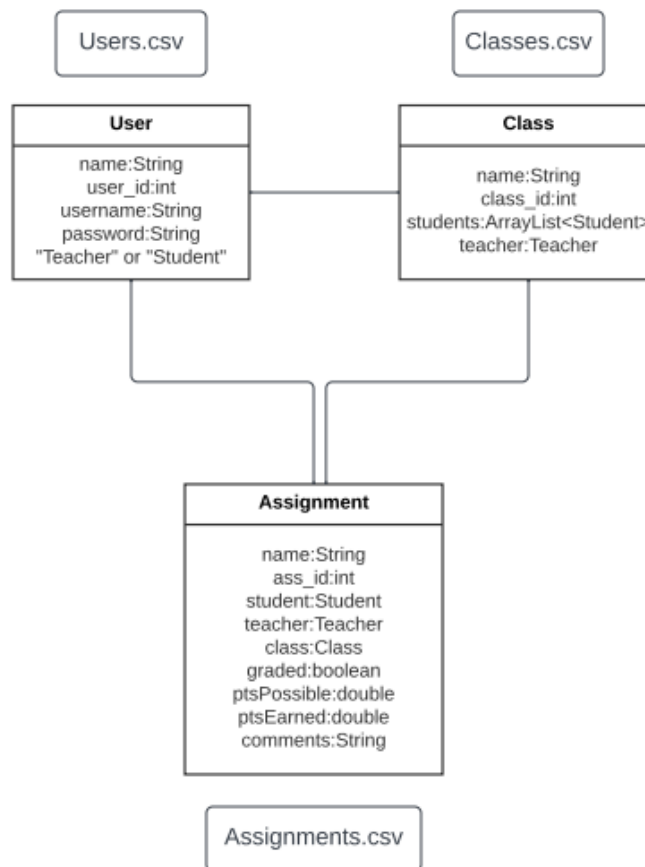 Users.csv
Classes.csv
User
name:String
user_id:int
username:String
password:String
"Teacher" or "Student"
Class
name:String
class_id:int
students:ArrayList<Student>
teacher:Teacher
Assignment
name:String
ass_id:int
student:Student
teacher:Teacher
class:Class
graded:boolean
ptsPossible:double
ptsEarned:double
comments:String
Assignments.csv